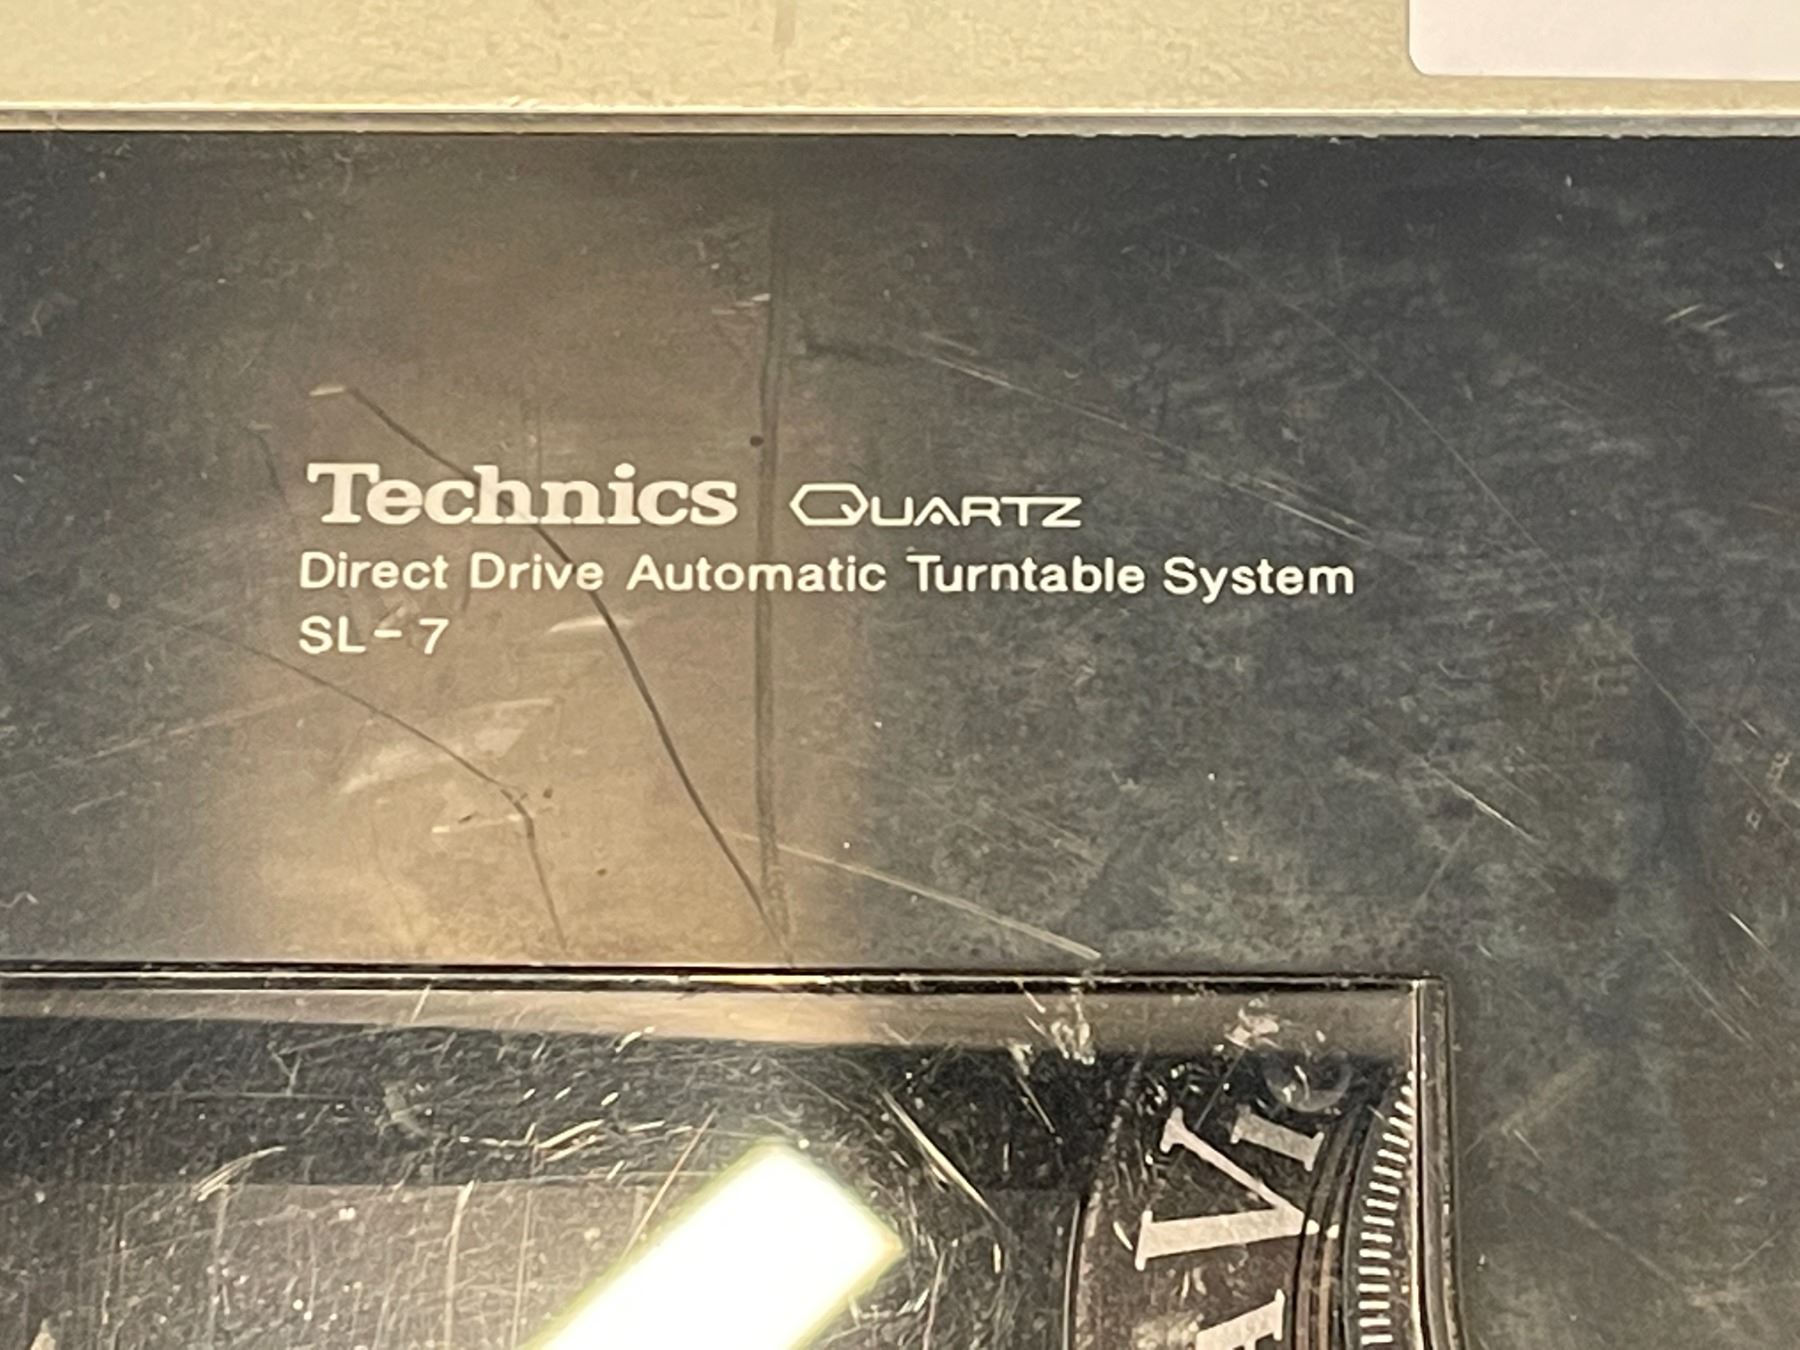 Technics QUARTZ
Direct Drive Automatic Turntable System
SL-7